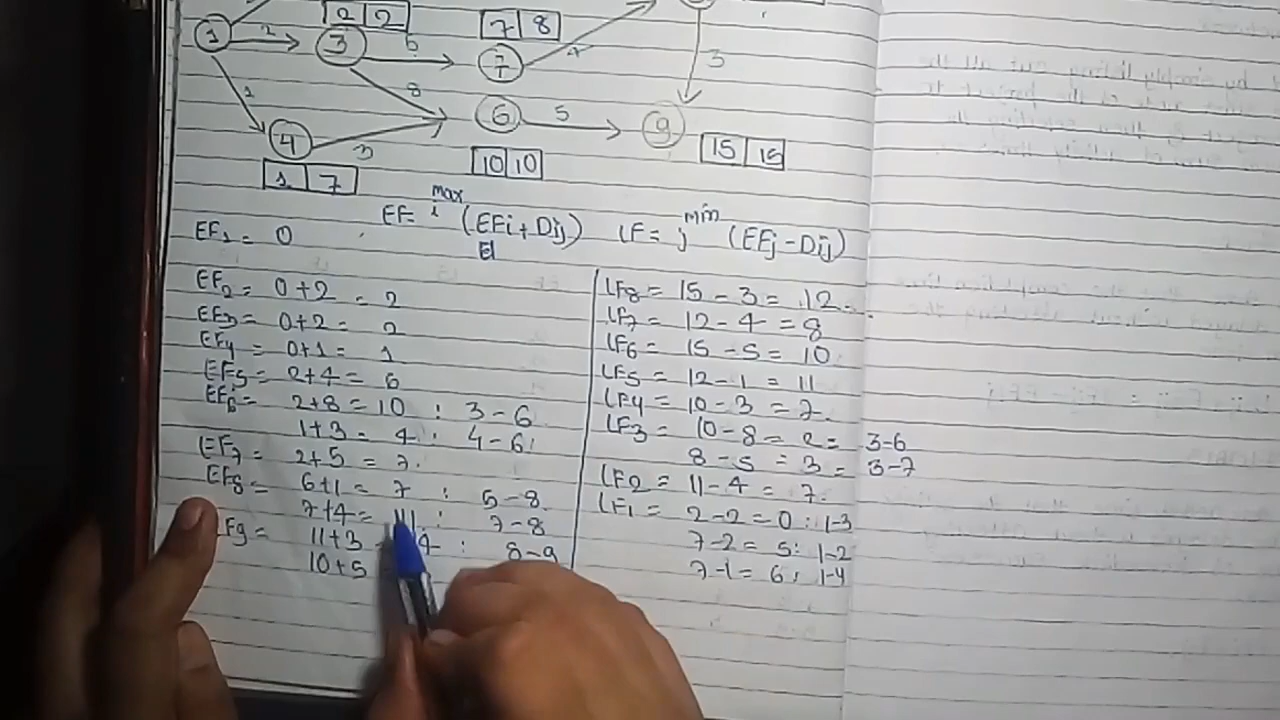 2 2
7 8
1 2 3 6 7 4
3
8
1
6 5 9
4
3
15 15
10 10
1 7
max min
EF = i (EFi + Dij) LF = j (EFj - Dij)
EF1 = 0
EF2 = 0+2 = 2
EF3 = 0+2 = 2
EF4 = 0+1 = 1
EF5 = 2+4 = 6
EF6 = 2+8 = 10 : 3-6
1+3 = 4 : 4-6
EF7 = 2+5 = 7.
EF8 = 6+1 = 7 : 5-8
7+4 = 11 : 7-8
F9 = 11+3 14 : 8-9
10+5
LF8 = 15 - 3 = 12
LF7 = 12 - 4 = 8
LF6 = 15 - 5 = 10
LF5 = 12 - 1 = 11
LF4 = 10 - 3 = 7
LF3 = 10 - 8 = 2 = 3-6
8 - 5 = 3 = 3-7
LF2 = 11 - 4 = 7
LF1 = 2 - 2 = 0 : 1-3
7 - 2 = 5 : 1-2
7 - 1 = 6 : 1-4